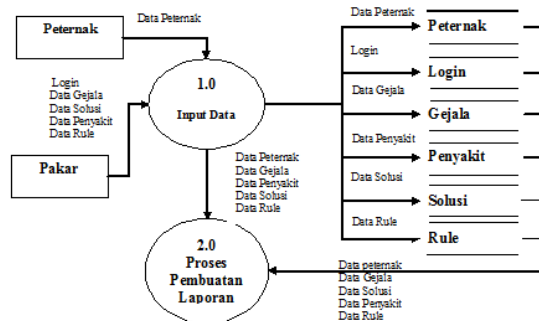 Peternak
Data Peternak
Login
Data Gejala
Data Solusi
Data Penyakit
Data Rule
Pakar
1.0
Input Data
Data Peternak
Data Gejala
Data Penyakit
Data Solusi
Data Rule
2.0
Proses
Pembuatan
Laporan
Data Peternak
Peternak
Login
Login
Data Gejala
Gejala
Data Penyakit
Penyakit
Data Solusi
Solusi
Data Rule
Rule
Data peternak
Data Gejala
Data Solusi
Data Penyakit
Data Rule